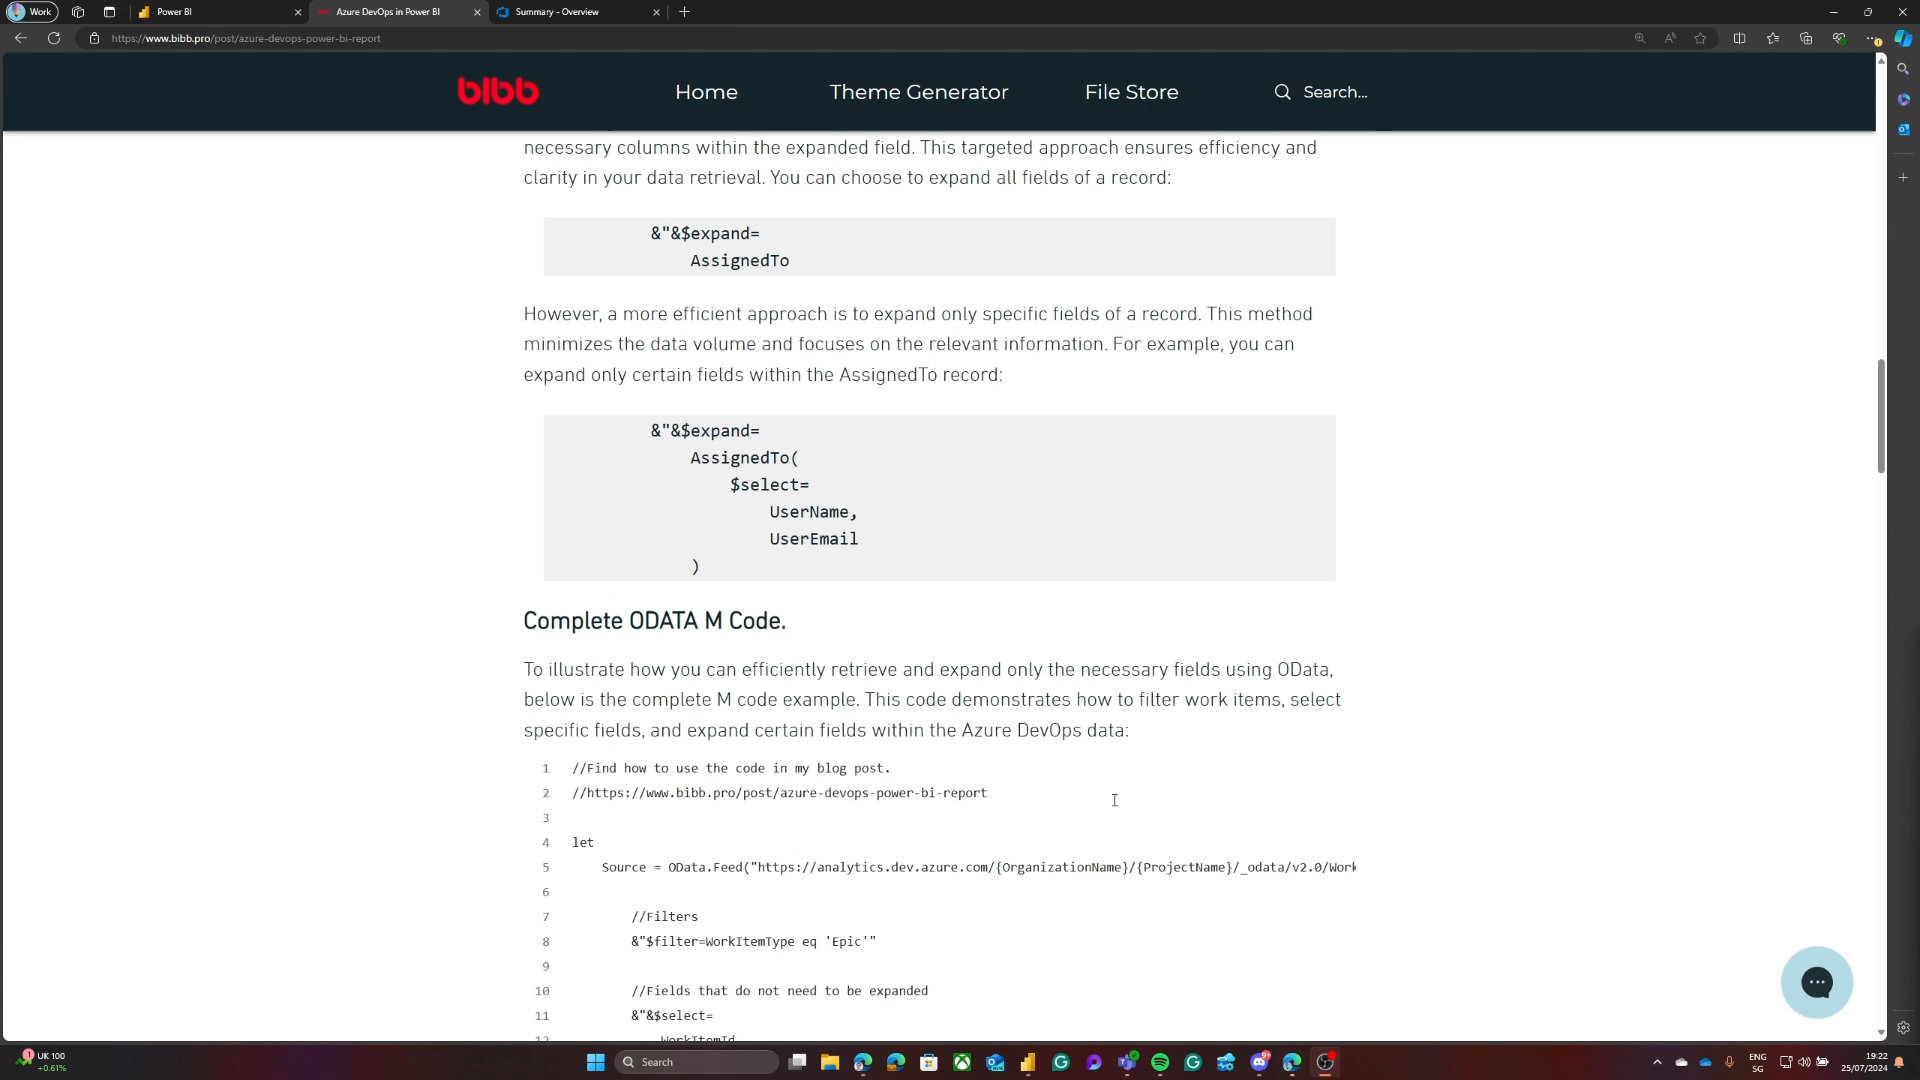 Work
Power BI
Azure DevOps in Power BI
Summary - Overview
https://www.bibb.pro/post/azure-devops-power-bi-report
bibb
Home
Theme Generator
File Store
Search...
necessary columns within the expanded field. This targeted approach ensures efficiency and
clarity in your data retrieval. You can choose to expand all fields of a record:
&"&$expand=
AssignedTo
However, a more efficient approach is to expand only specific fields of a record. This method
minimizes the data volume and focuses on the relevant information. For example, you can
expand only certain fields within the AssignedTo record:
&"&$expand=
AssignedTo(
$select=
UserName,
UserEmail
)
Complete ODATA M Code.
To illustrate how you can efficiently retrieve and expand only the necessary fields using OData,
below is the complete M code example. This code demonstrates how to filter work items, select
specific fields, and expand certain fields within the Azure DevOps data:
1 //Find how to use the code in my blog post.
2 //https://www.bibb.pro/post/azure-devops-power-bi-report
3
4 let
5 Source = OData.Feed("https://analytics.dev.azure.com/{OrganizationName}/{ProjectName}/_odata/v2.0/Work
6
7 //Filters
8 &"$filter=WorkItemType eq 'Epic'"
9
10 //Fields that do not need to be expanded
11 &"&$select=
12 WorkItemId
1
UK 100
+0.61%
Search
ENG
SG
19:22
25/07/2024